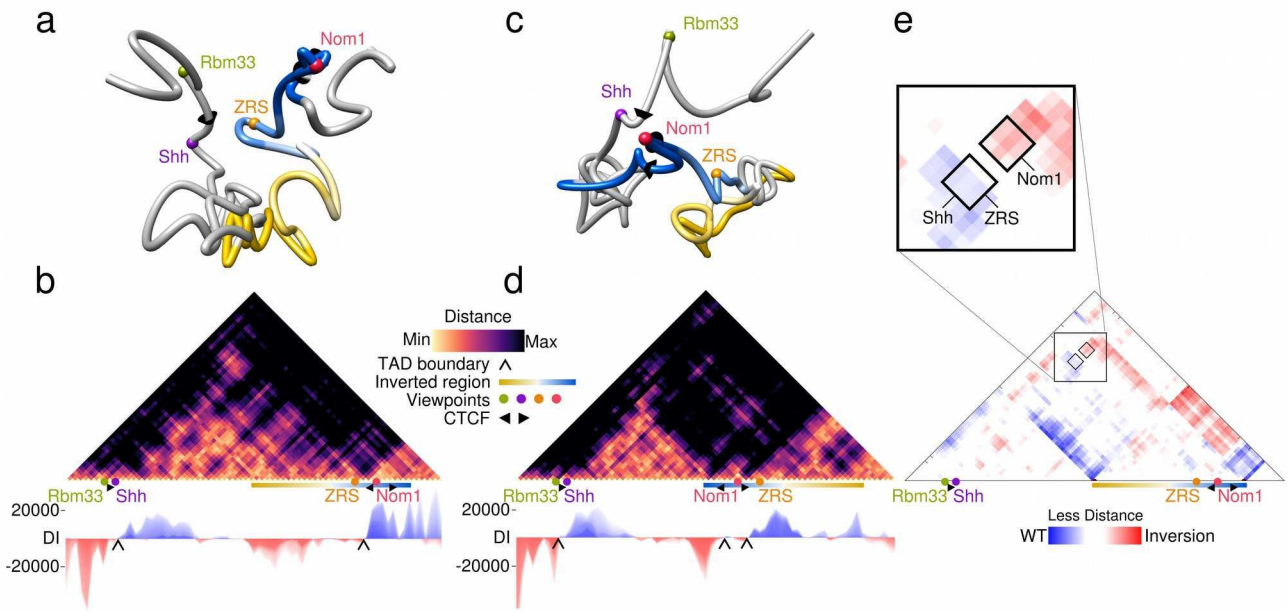 a
Rbm33
Nom1
ZRS
Shh
c
Rbm33
Shh
Nom1
ZRS
e
Nom1
Shh
ZRS
b
d
Distance
Min
Max
TAD boundary
Inverted region
Viewpoints
CTCF
Rbm33 Shh
ZRS
Nom1
20000
DI
-20000
Rbm33 Shh
Nom1
ZRS
20000
DI
-20000
Rbm33 Shh
ZRS
Nom1
Less Distance
WT
Inversion